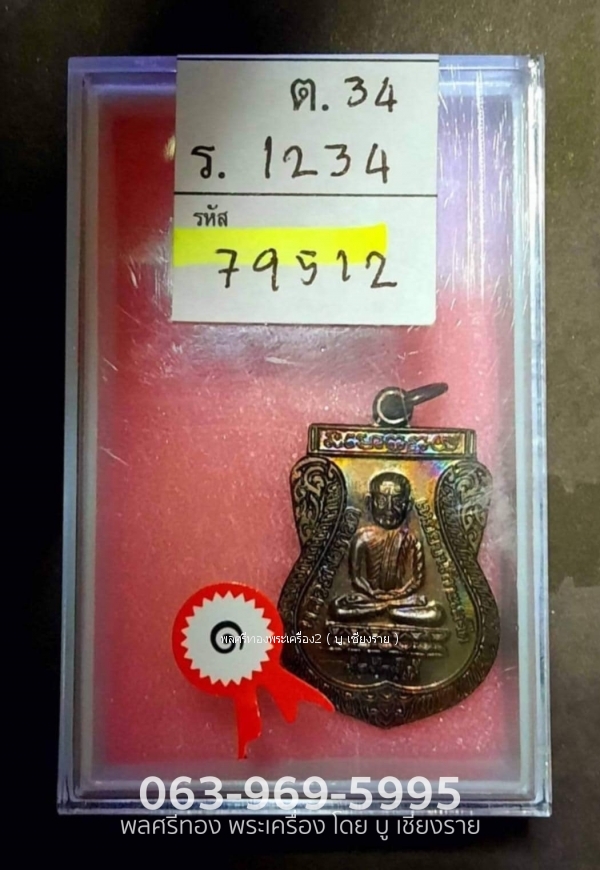 ต. 34
ร. 1234
รหัส
79512
๑
พลศรีทองพระเครื่อง2 ( บู.เชียงราย )
063-969-5995
พลศรีทอง พระเครื่อง โดย บู เชียงราย